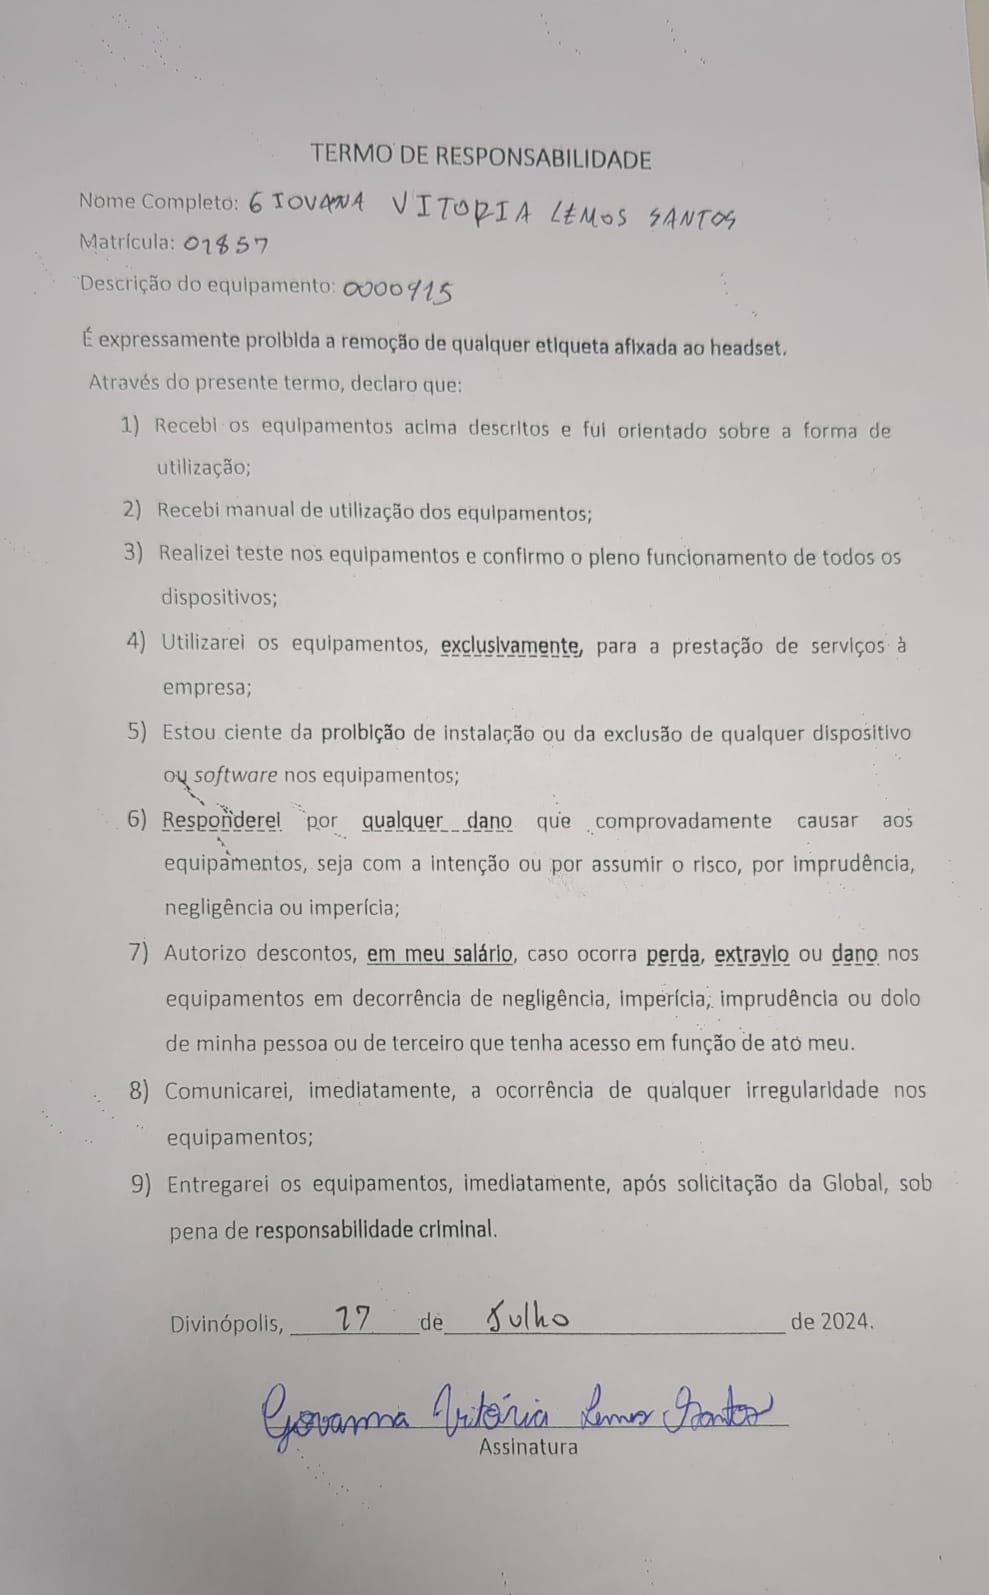 TERMO DE RESPONSABILIDADE
Nome Completo: GIOVANA VITORIA LEMOS SANTOS
Matrícula: 01857
Descrição do equipamento: 0000915
É expressamente proibida a remoção de qualquer etiqueta afixada ao headset.
Através do presente termo, declaro que:
1) Recebi os equipamentos acima descritos e fui orientado sobre a forma de
utilização;
2) Recebi manual de utilização dos equipamentos;
3) Realizei teste nos equipamentos e confirmo o pleno funcionamento de todos os
dispositivos;
4) Utilizarei os equipamentos, exclusivamente, para a prestação de serviços à
empresa;
5) Estou ciente da proibição de instalação ou da exclusão de qualquer dispositivo
ou software nos equipamentos;
6) Responderei por qualquer dano que comprovadamente causar aos
equipamentos, seja com a intenção ou por assumir o risco, por imprudência,
negligência ou imperícia;
7) Autorizo descontos, em meu salário, caso ocorra perda, extravio ou dano nos
equipamentos em decorrência de negligência, imperícia, imprudência ou dolo
de minha pessoa ou de terceiro que tenha acesso em função de ato meu.
8) Comunicarei, imediatamente, a ocorrência de qualquer irregularidade nos
equipamentos;
9) Entregarei os equipamentos, imediatamente, após solicitação da Global, sob
pena de responsabilidade criminal.
Divinópolis, 17 de Julho de 2024.
Giovanna Vitória Lemos Santos
Assinatura